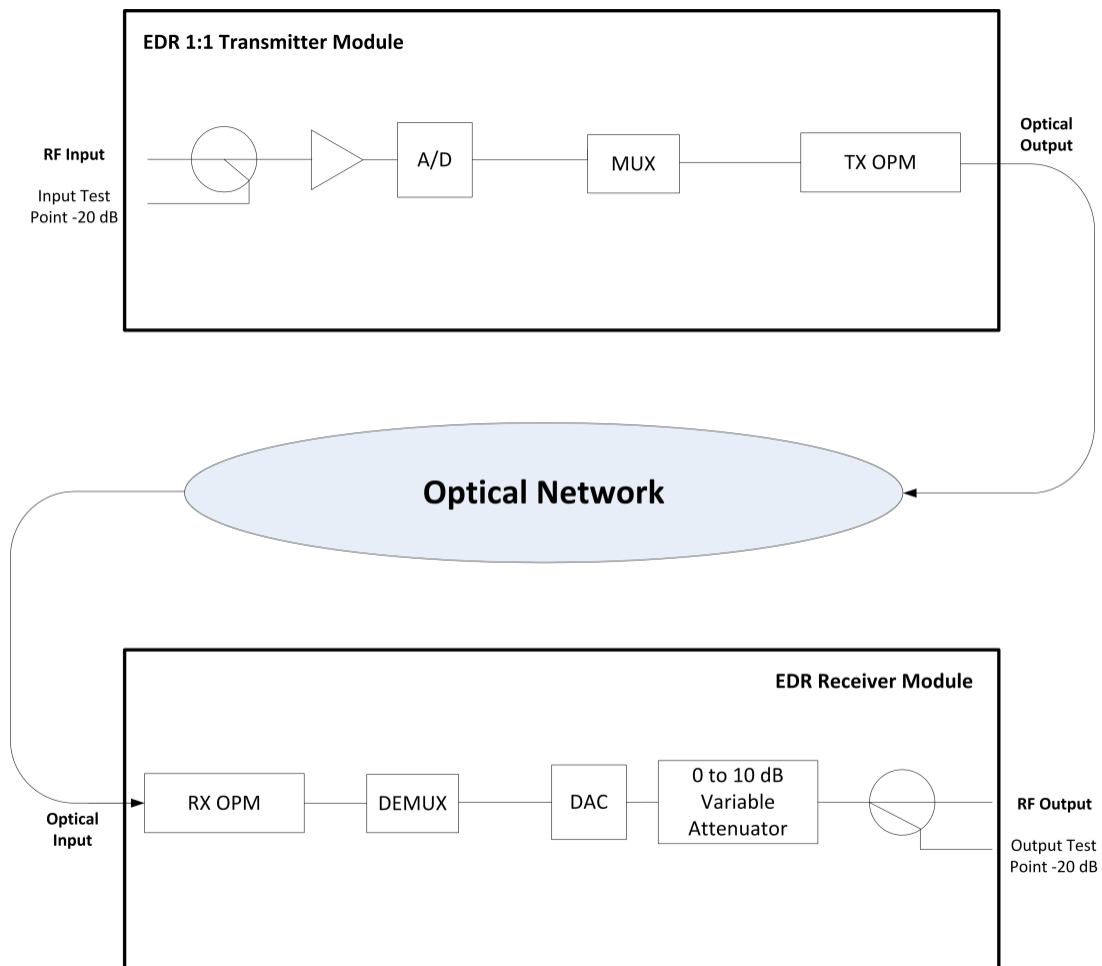 EDR 1:1 Transmitter Module
RF Input
Input Test
Point -20 dB
A/D
MUX
TX OPM
Optical
Output
Optical Network
EDR Receiver Module
Optical
Input
RX OPM
DEMUX
DAC
0 to 10 dB
Variable
Attenuator
RF Output
Output Test
Point -20 dB